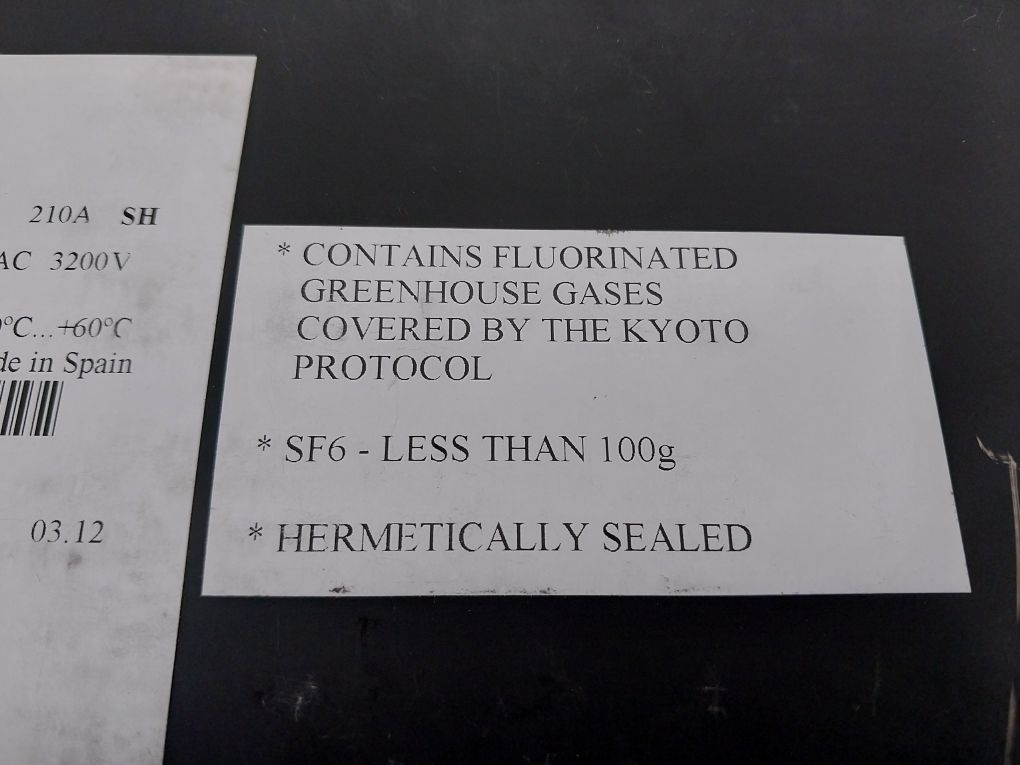 210A SH
AC 3200V
0°C...+60°C
de in Spain
03.12
* CONTAINS FLUORINATED
GREENHOUSE GASES
COVERED BY THE KYOTO
PROTOCOL
* SF6 - LESS THAN 100g
* HERMETICALLY SEALED